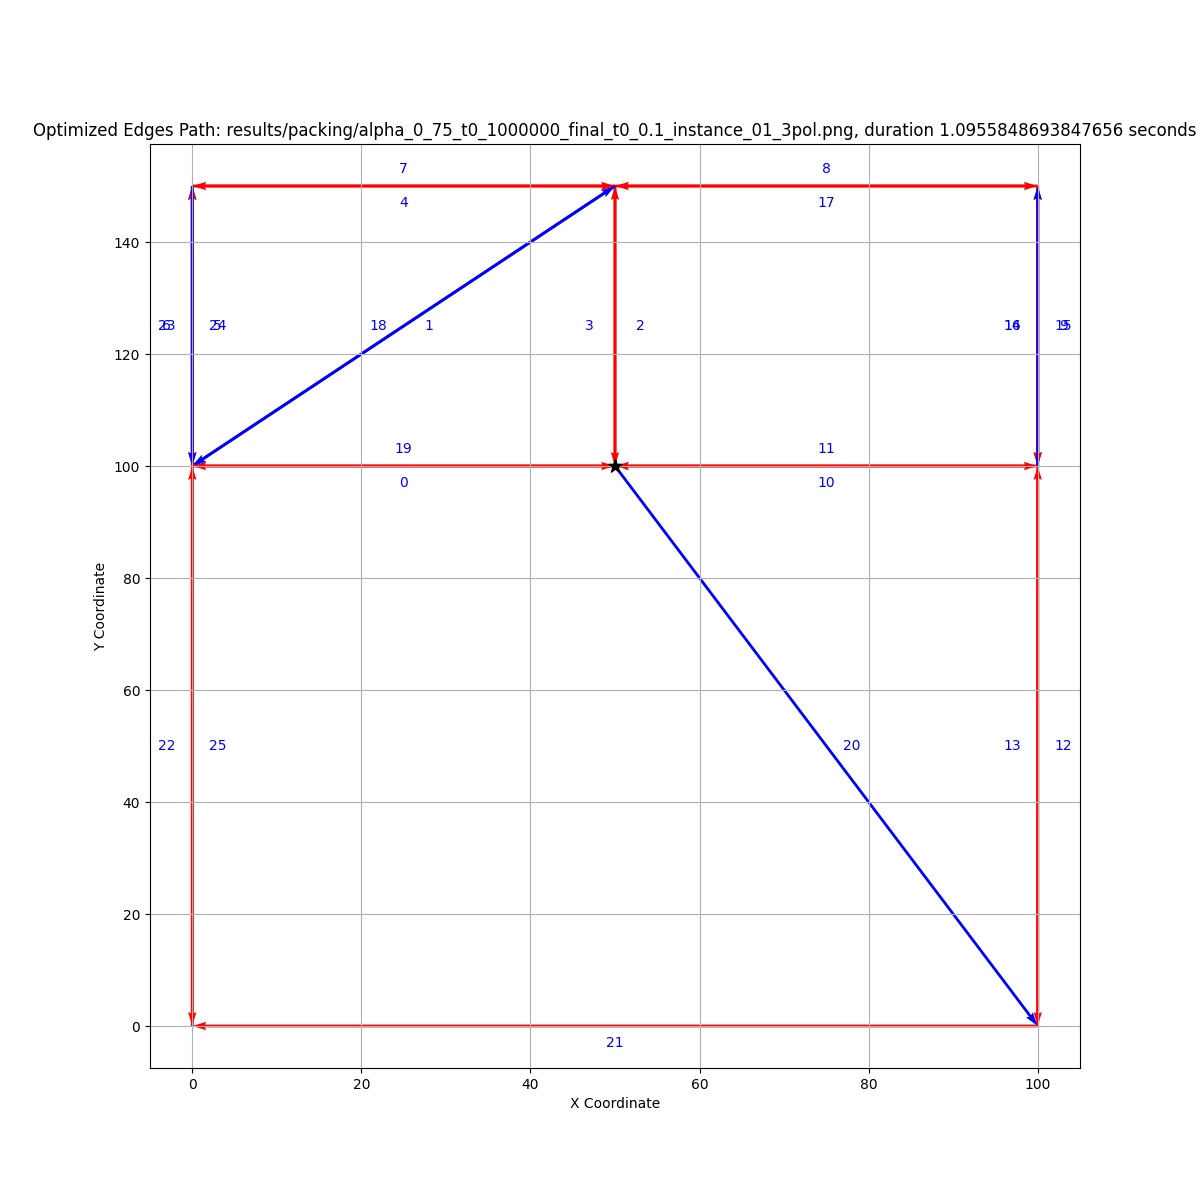 Optimized Edges Path: results/packing/alpha_0_75_t0_1000000_final_t0_0.1_instance_01_3pol.png, duration 1.0955848693847656 seconds
7 8
4 17
140
18 1 3 2
120
19 11
100
0 10
80
22 25 20 13 12
60
40
20
0
21
0 20 40 60 80 100
X Coordinate
Y Coordinate